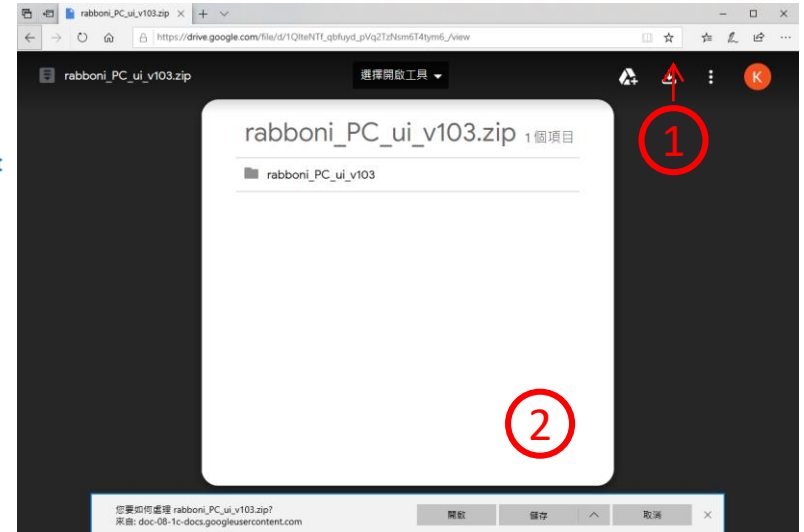 rabboni_PC_ui_v103.zip
https://drive.google.com/file/d/1QlteNTf_qbfuyd_pVq2TzNsm6T4tym6_/view
rabboni_PC_ui_v103.zip
選擇開啟工具
K
1
rabboni_PC_ui_v103.zip 1 個項目
rabboni_PC_ui_v103
2
您要如何處理 rabboni_PC_ui_v103.zip?
來自: doc-08-1c-docs.googleusercontent.com
開啟
儲存
取消